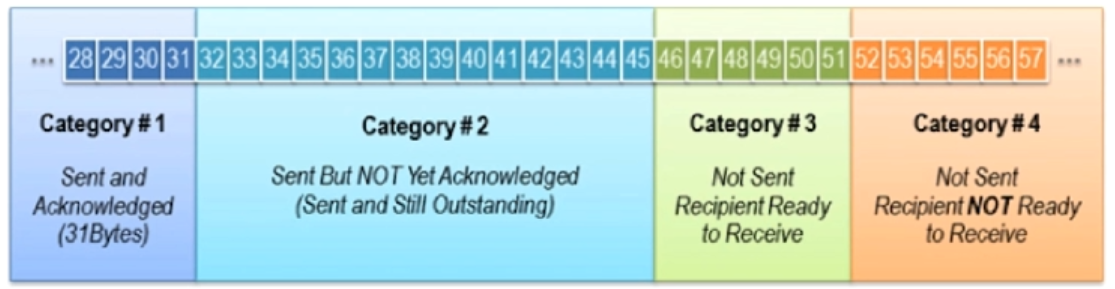 ... 28 29 30 31 32 33 34 35 36 37 38 39 40 41 42 43 44 45 46 47 48 49 50 51 52 53 54 55 56 57 ...
Category # 1
Sent and
Acknowledged
(31Bytes)
Category # 2
Sent But NOT Yet Acknowledged
(Sent and Still Outstanding)
Category # 3
Not Sent
Recipient Ready
to Receive
Category # 4
Not Sent
Recipient NOT Ready
to Receive